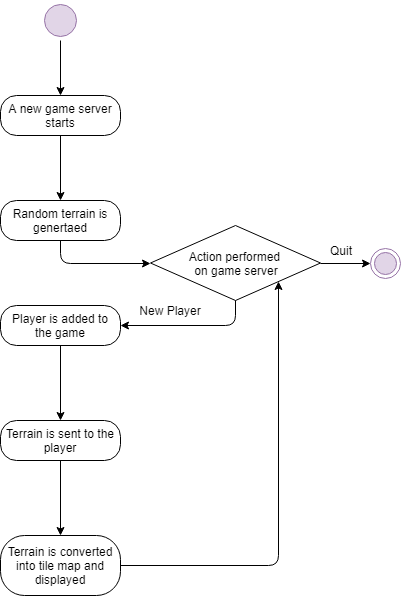 A new game server
starts
Random terrain is
genertaed
Action performed
on game server
Quit
New Player
Player is added to
the game
Terrain is sent to the
player
Terrain is converted
into tile map and
displayed